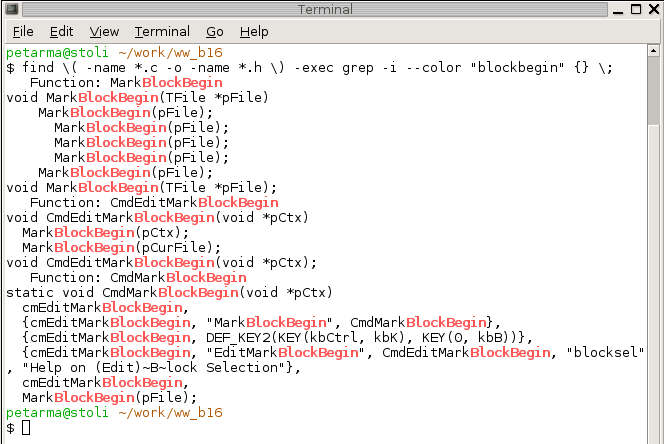 Terminal
File Edit View Terminal Go Help
petarma@stoli ~/work/ww_b16
$ find \( -name *.c -o -name *.h \) -exec grep -i --color "blockbegin" {} \;
   Function: MarkBlockBegin
void MarkBlockBegin(TFile *pFile)
    MarkBlockBegin(pFile);
      MarkBlockBegin(pFile);
      MarkBlockBegin(pFile);
      MarkBlockBegin(pFile);
    MarkBlockBegin(pFile);
void MarkBlockBegin(TFile *pFile);
   Function: CmdEditMarkBlockBegin
void CmdEditMarkBlockBegin(void *pCtx)
  MarkBlockBegin(pCtx);
  MarkBlockBegin(pCurFile);
void CmdEditMarkBlockBegin(void *pCtx);
   Function: CmdMarkBlockBegin
static void CmdMarkBlockBegin(void *pCtx)
  cmEditMarkBlockBegin,
  {cmEditMarkBlockBegin, "MarkBlockBegin", CmdMarkBlockBegin},
  {cmEditMarkBlockBegin, DEF_KEY2(KEY(kbCtrl, kbK), KEY(0, kbB))},
  {cmEditMarkBlockBegin, "EditMarkBlockBegin", CmdEditMarkBlockBegin, "blocksel"
, "Help on (Edit)~B~lock Selection"},
  cmEditMarkBlockBegin,
  MarkBlockBegin(pFile);
petarma@stoli ~/work/ww_b16
$